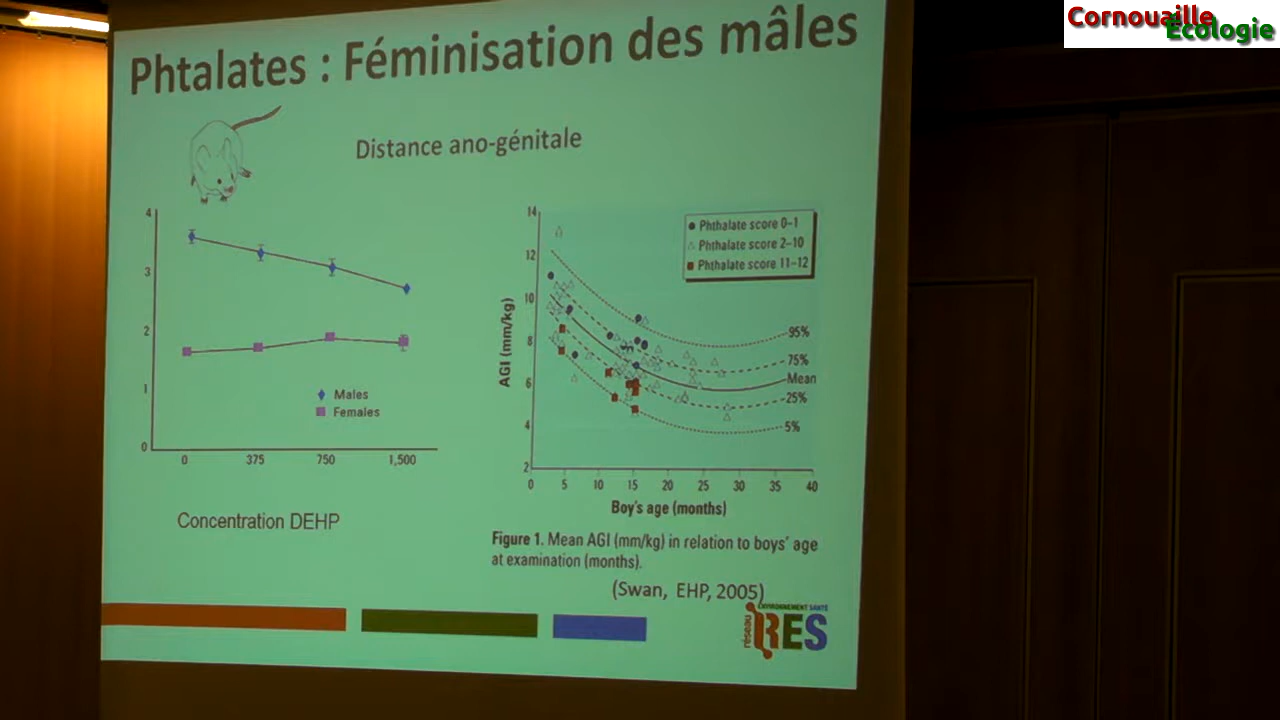 Cornouaille
Écologie
Phtalates : Féminisation des mâles
Distance ano-génitale
4
3
2
1
0
0 375 750 1,500
Males
Females
Concentration DEHP
14
12
10
8
6
4
2
AGI (mm/kg)
Phthalate score 0–1
Phthalate score 2–10
Phthalate score 11–12
95%
75%
Mean
25%
5%
0 5 10 15 20 25 30 35 40
Boy's age (months)
Figure 1. Mean AGI (mm/kg) in relation to boys' age
at examination (months).
(Swan, EHP, 2005)
ENVIRONNEMENT SANTÉ
réseau
RES